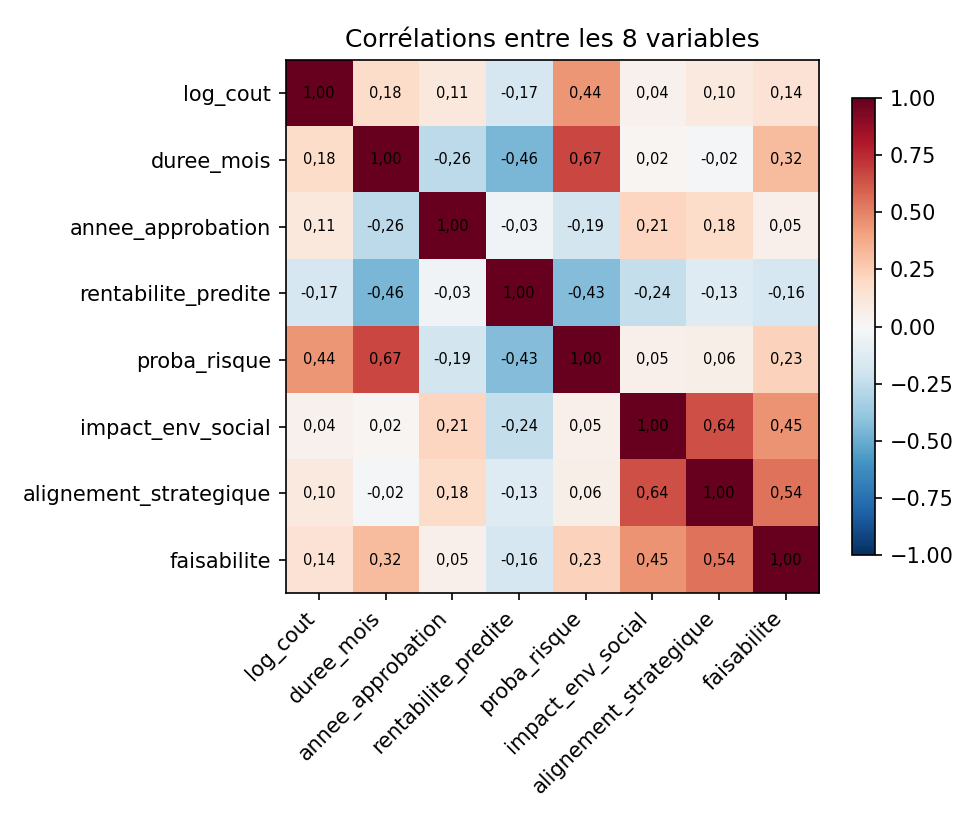 Corrélations entre les 8 variables
log_cout 1,00 0,18 0,11 -0,17 0,44 0,04 0,10 0,14
duree_mois 0,18 1,00 -0,26 -0,46 0,67 0,02 -0,02 0,32
annee_approbation 0,11 -0,26 1,00 -0,03 -0,19 0,21 0,18 0,05
rentabilite_predite -0,17 -0,46 -0,03 1,00 -0,43 -0,24 -0,13 -0,16
proba_risque 0,44 0,67 -0,19 -0,43 1,00 0,05 0,06 0,23
impact_env_social 0,04 0,02 0,21 -0,24 0,05 1,00 0,64 0,45
alignement_strategique 0,10 -0,02 0,18 -0,13 0,06 0,64 1,00 0,54
faisabilite 0,14 0,32 0,05 -0,16 0,23 0,45 0,54 1,00
log_cout
duree_mois
annee_approbation
rentabilite_predite
proba_risque
impact_env_social
alignement_strategique
faisabilite
1.00
0.75
0.50
0.25
0.00
−0.25
−0.50
−0.75
−1.00